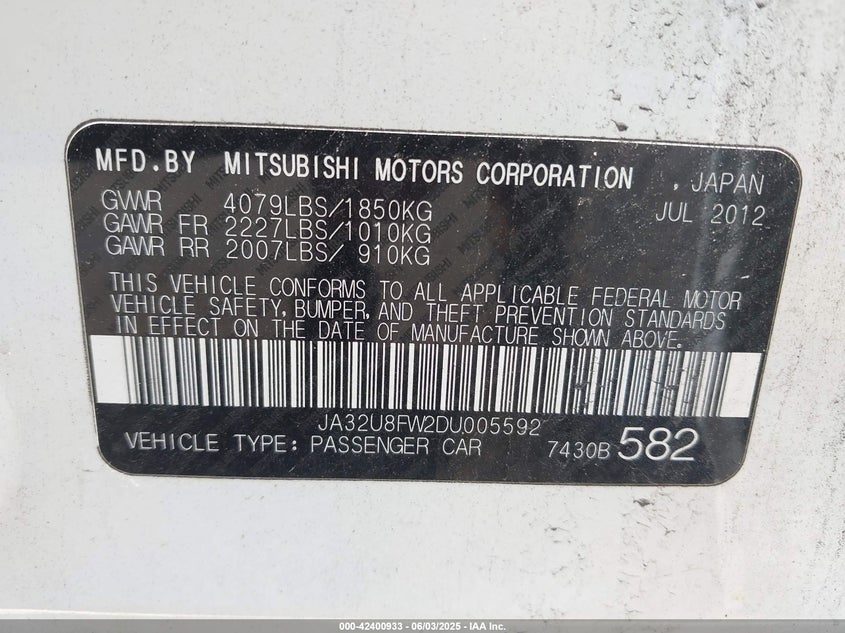 MFD.BY MITSUBISHI MOTORS CORPORATION , JAPAN
GVWR 4079LBS/1850KG JUL 2012
GAWR FR 2227LBS/1010KG
GAWR RR 2007LBS/ 910KG
THIS VEHICLE CONFORMS TO ALL APPLICABLE FEDERAL MOTOR
VEHICLE SAFETY, BUMPER, AND THEFT PREVENTION STANDARDS
IN EFFECT ON THE DATE OF MANUFACTURE SHOWN ABOVE.
JA32U8FW2DU005592
VEHICLE TYPE: PASSENGER CAR 7430B 582
000-42400933 - 06/03/2025 - IAA Inc.